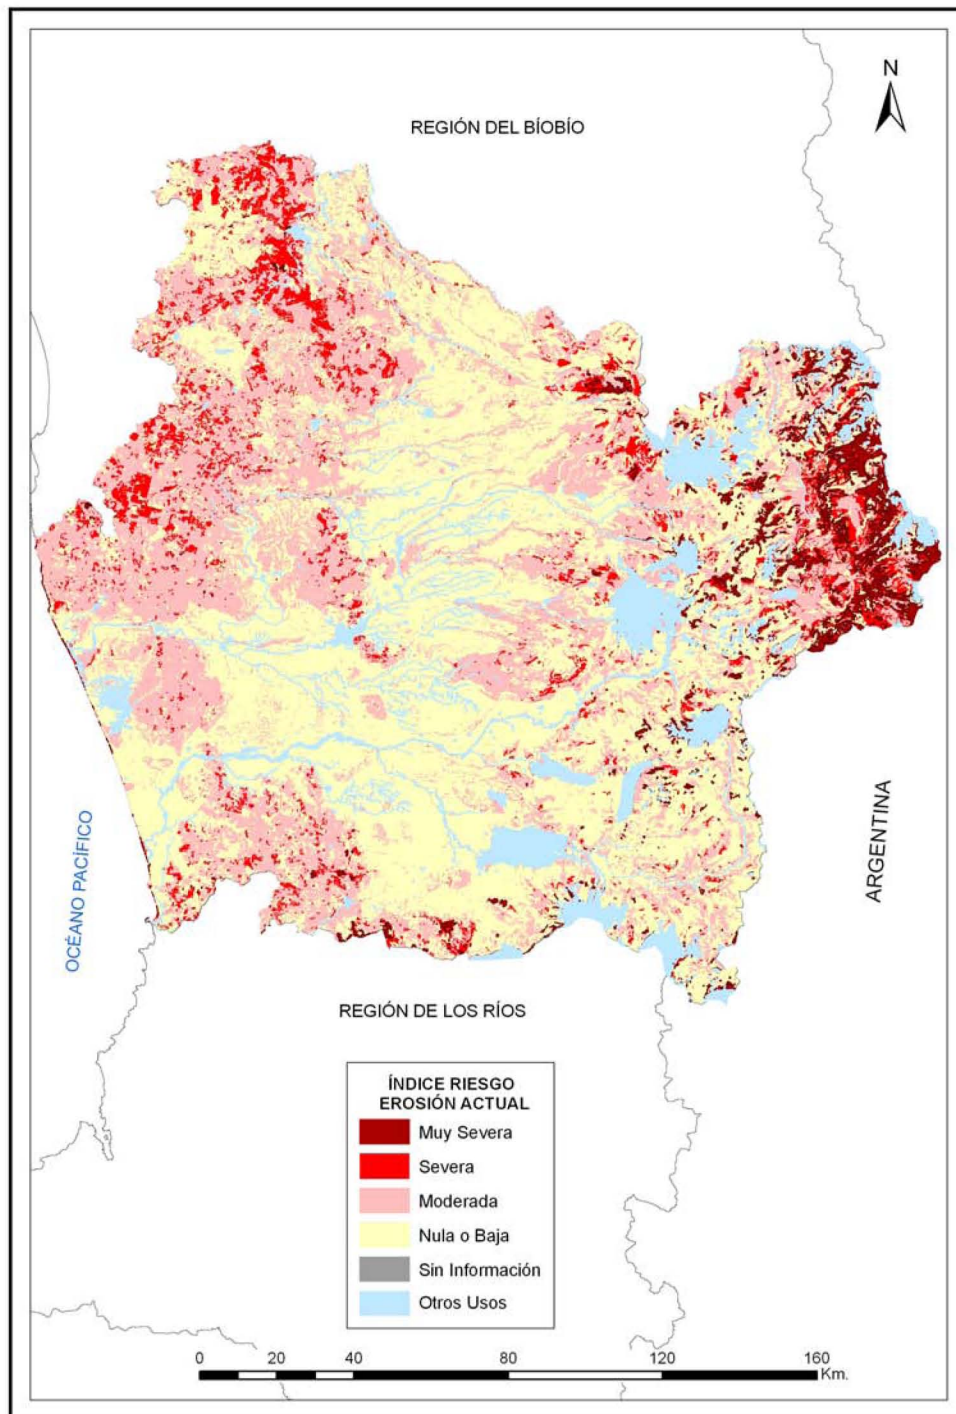 N
REGIÓN DEL BÍOBÍO
OCÉANO PACÍFICO
ARGENTINA
REGIÓN DE LOS RÍOS
ÍNDICE RIESGO
EROSIÓN ACTUAL
Muy Severa
Severa
Moderada
Nula o Baja
Sin Información
Otros Usos
0 20 40 80 120 160
Km.